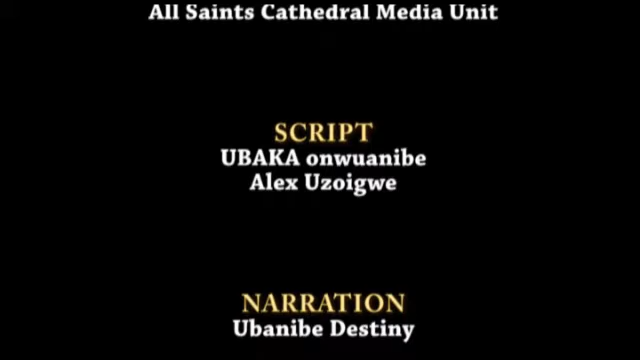 All Saints Cathedral Media Unit
SCRIPT
UBAKA onwuanibe
Alex Uzoigwe
NARRATION
Ubanibe Destiny